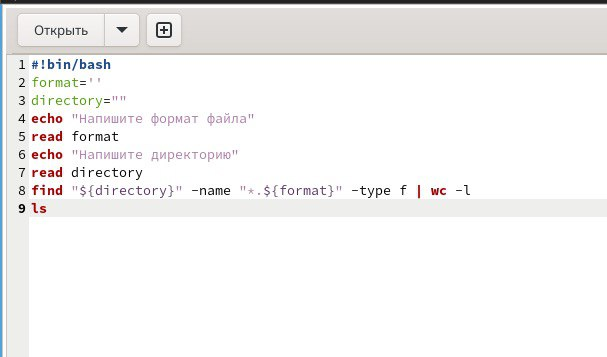 Открыть
1 #!bin/bash
2 format=''
3 directory=""
4 echo "Напишите формат файла"
5 read format
6 echo "Напишите директорию"
7 read directory
8 find "${directory}" -name "*.${format}" -type f | wc -l
9 ls